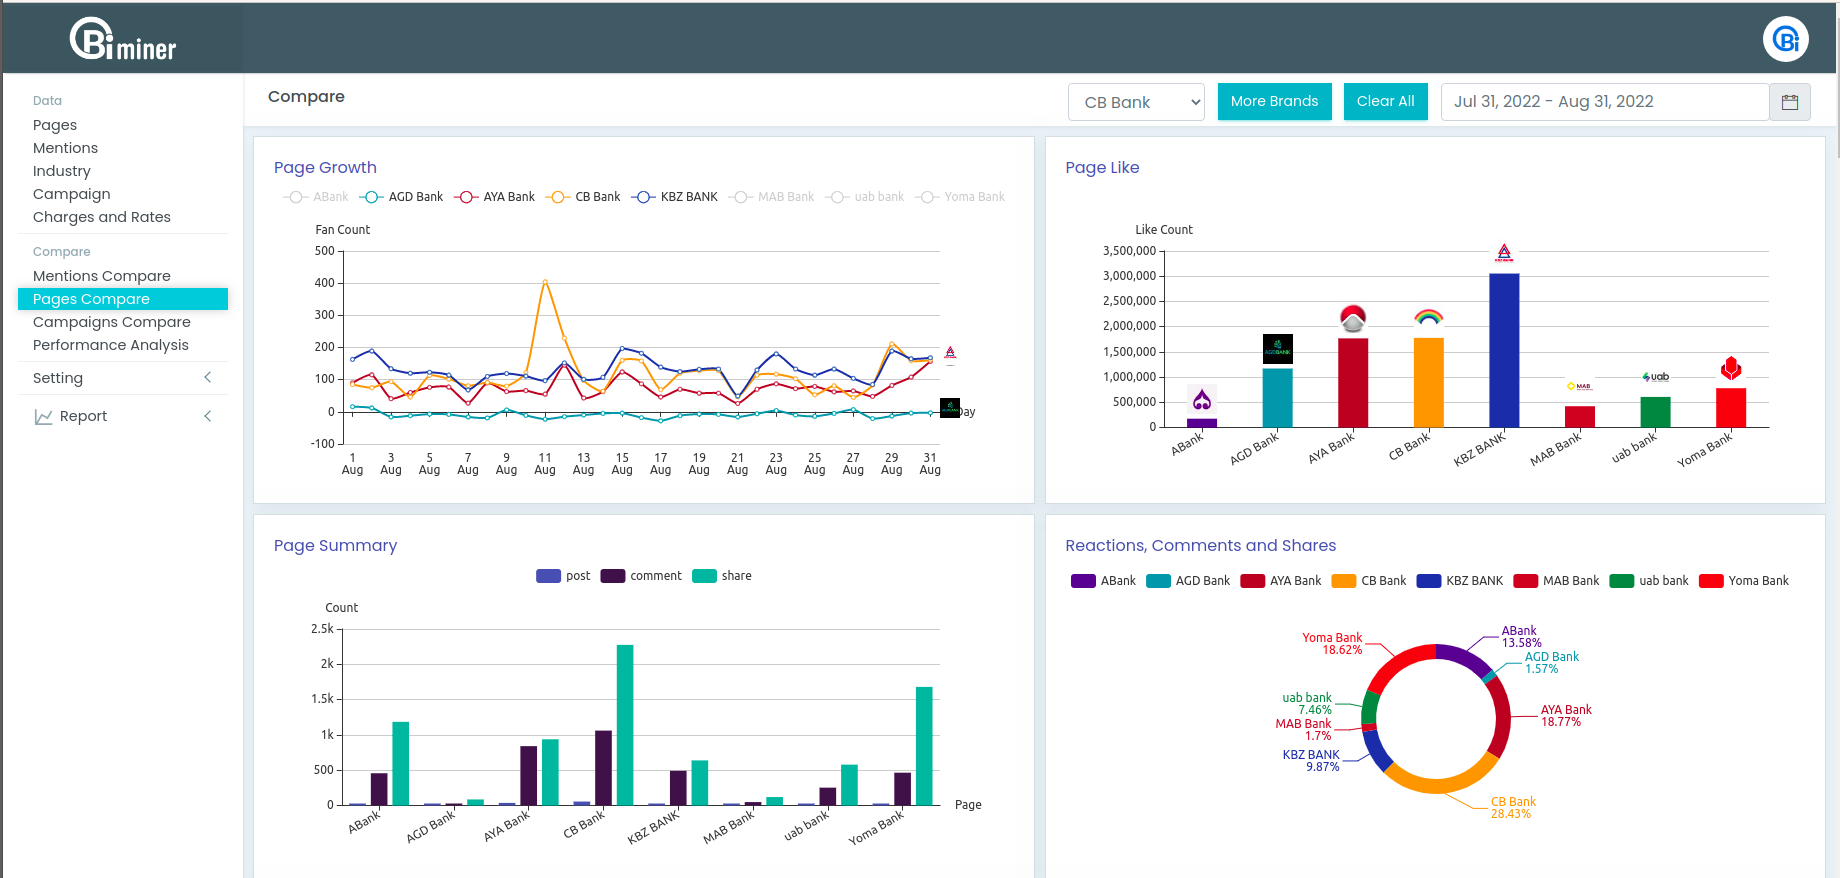 Bi miner
Bi
Data
Pages
Mentions
Industry
Campaign
Charges and Rates
Compare
Mentions Compare
Pages Compare
Campaigns Compare
Performance Analysis
Setting
Report
Compare
CB Bank
More Brands
Clear All
Jul 31, 2022 - Aug 31, 2022
Page Growth
ABank AGD Bank AYA Bank CB Bank KBZ BANK MAB Bank uab bank Yoma Bank
Fan Count
500
400
300
200
100
0
-100
Day
1 3 5 7 9 11 13 15 17 19 21 23 25 27 29 31
Aug Aug Aug Aug Aug Aug Aug Aug Aug Aug Aug Aug Aug Aug Aug Aug
Page Like
Like Count
3,500,000
3,000,000
2,500,000
2,000,000
1,500,000
1,000,000
500,000
0
KBZ BANK
AGDBANK
MAB
uab
ABank AGD Bank AYA Bank CB Bank KBZ BANK MAB Bank uab bank Yoma Bank
Page Summary
post comment share
Count
2.5k
2k
1.5k
1k
500
0
Page
ABank AGD Bank AYA Bank CB Bank KBZ BANK MAB Bank uab bank Yoma Bank
Reactions, Comments and Shares
ABank AGD Bank AYA Bank CB Bank KBZ BANK MAB Bank uab bank Yoma Bank
ABank
13.58%
AGD Bank
1.57%
AYA Bank
18.77%
CB Bank
28.43%
KBZ BANK
9.87%
MAB Bank
1.7%
uab bank
7.46%
Yoma Bank
18.62%